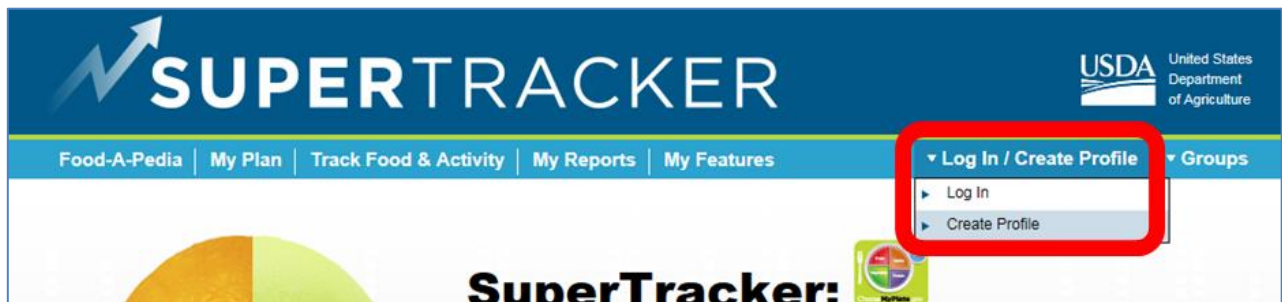 SUPERTRACKER
USDA
United States
Department
of Agriculture
Food-A-Pedia | My Plan | Track Food & Activity | My Reports | My Features
Log In / Create Profile
Groups
Log In
Create Profile
SuperTracker:
MyPlate